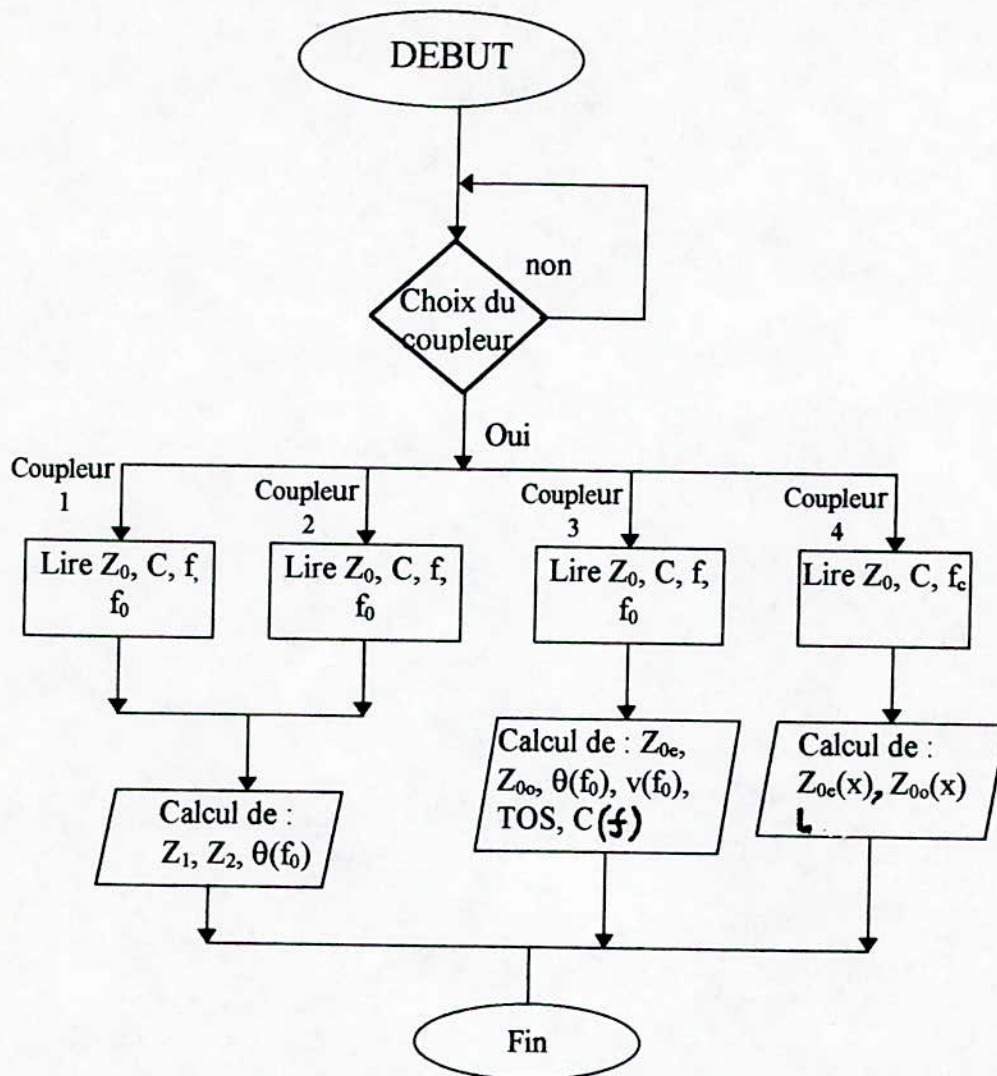 DEBUT
non
Choix du
coupleur
Oui
Coupleur
1
Coupleur
2
Coupleur
3
Coupleur
4
Lire Z₀, C, f,
f₀
Lire Z₀, C, f,
f₀
Lire Z₀, C, f,
f₀
Lire Z₀, C, f꜀
Calcul de :
Z₁, Z₂, θ(f₀)
Calcul de : Z₀ₑ,
Z₀ₒ, θ(f₀), v(f₀),
TOS, C(f)
Calcul de :
Z₀ₑ(x), Z₀ₒ(x)
L
Fin